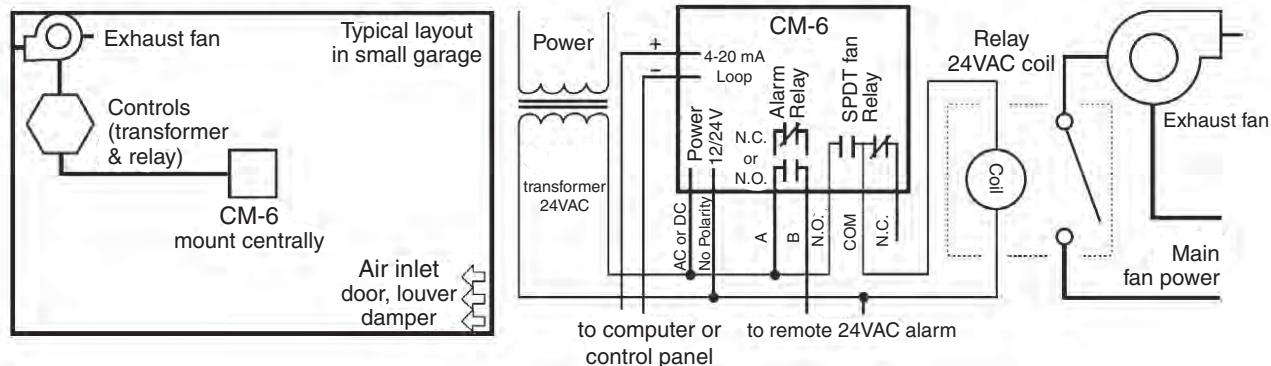 Exhaust fan
Typical layout
in small garage
Controls
(transformer
& relay)
CM-6
mount centrally
Air inlet
door, louver
damper
Power
transformer
24VAC
CM-6
+
4-20 mA
–
Loop
Power
12/24V
Alarm
Relay
N.C.
or
N.O.
SPDT fan
Relay
AC or DC
No Polarity
A
B
N.O.
COM
N.C.
to computer or
control panel
to remote 24VAC alarm
Relay
24VAC coil
Coil
Exhaust fan
Main
fan power